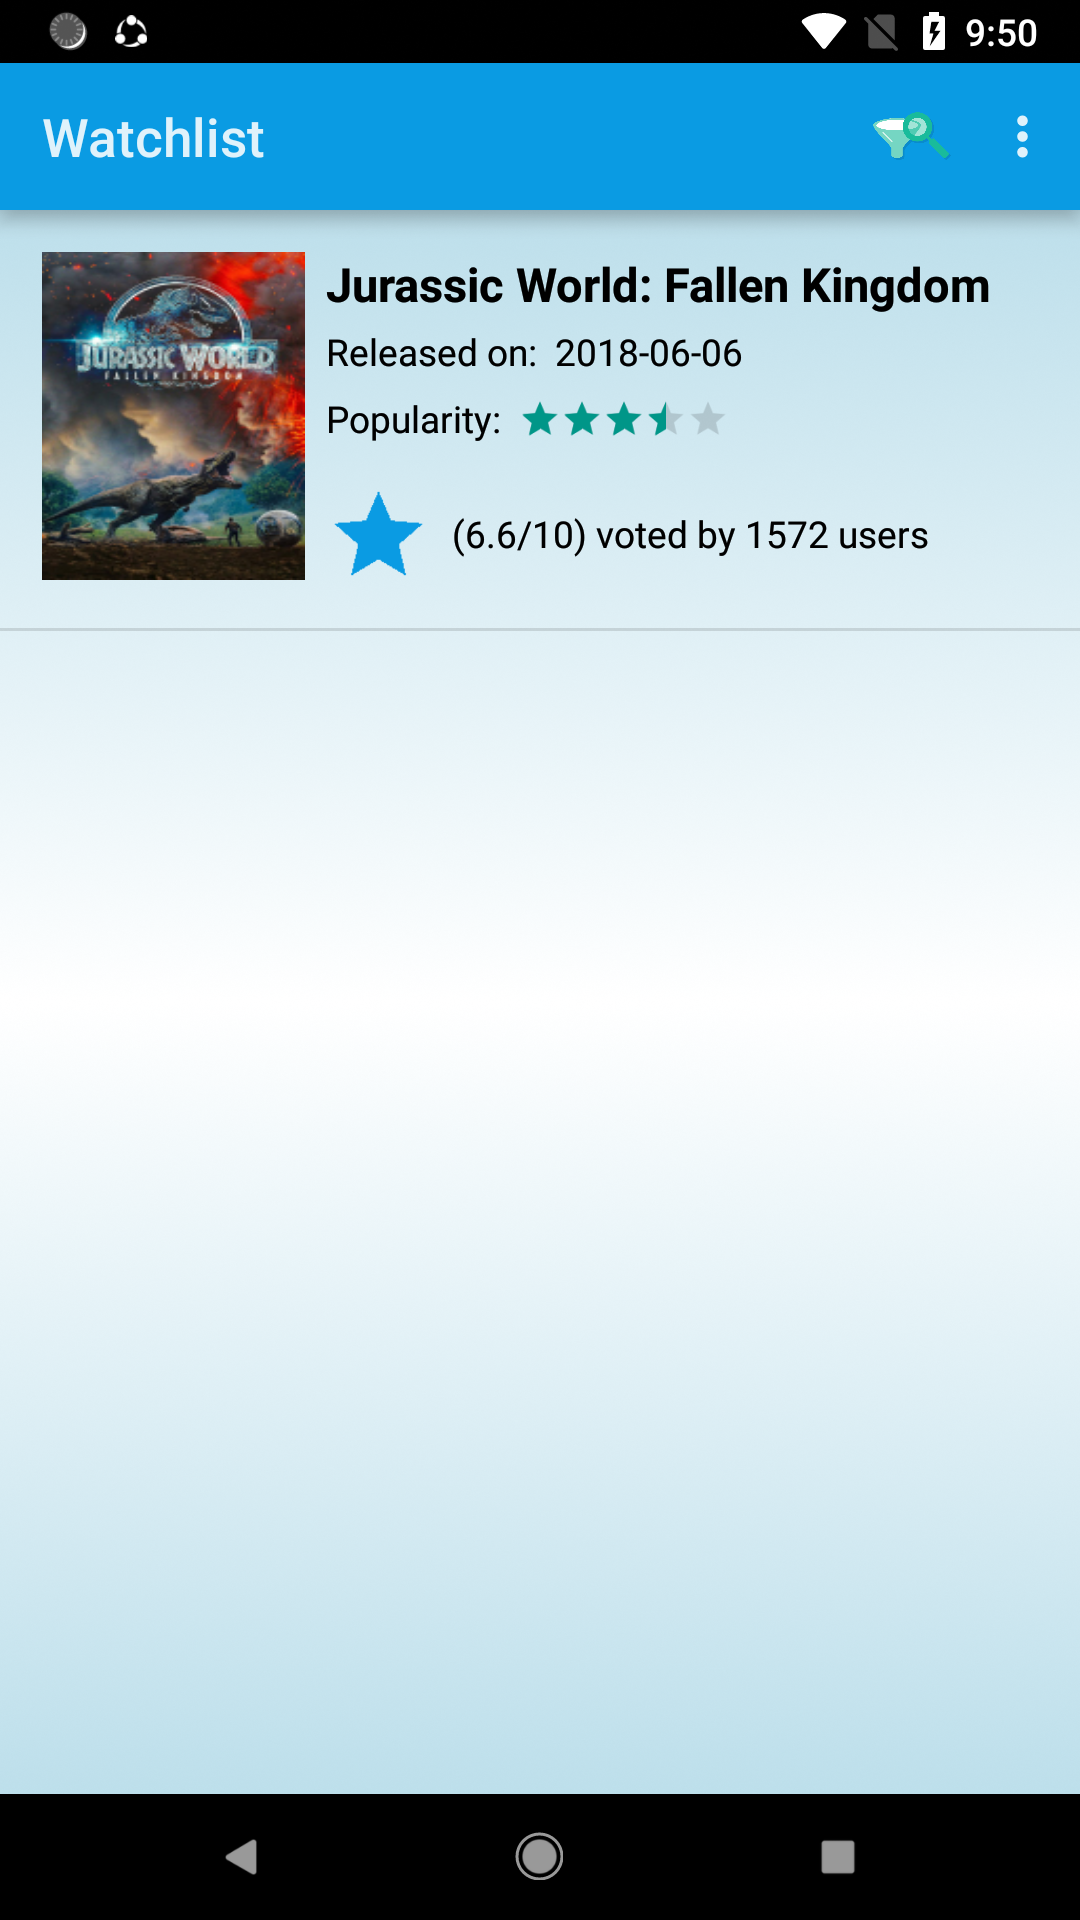 9:50
Watchlist
JURASSIC WORLD
FALLEN KINGDOM
Jurassic World: Fallen Kingdom
Released on: 2018-06-06
Popularity:
(6.6/10) voted by 1572 users